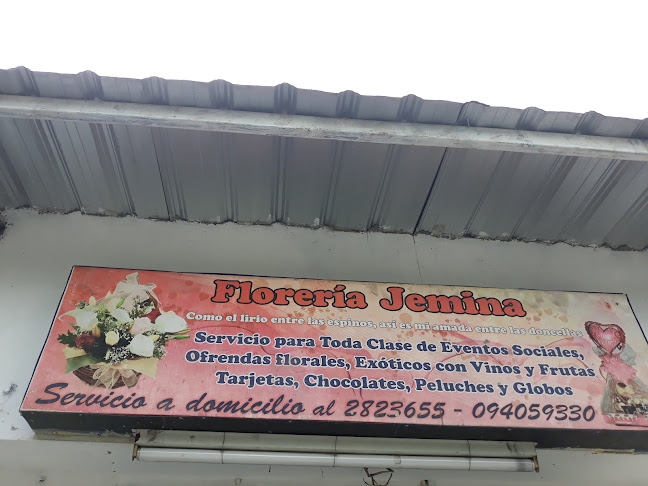 Florería Jemina
Como el lirio entre las espinos, así es mi amada entre las doncellas
Servicio para Toda Clase de Eventos Sociales,
Ofrendas florales, Exóticos con Vinos y Frutas
Tarjetas, Chocolates, Peluches y Globos
Servicio a domicilio al 2823655 - 094059330